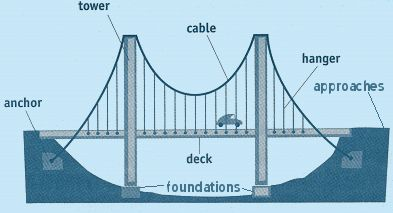 tower
cable
hanger
approaches
anchor
deck
foundations